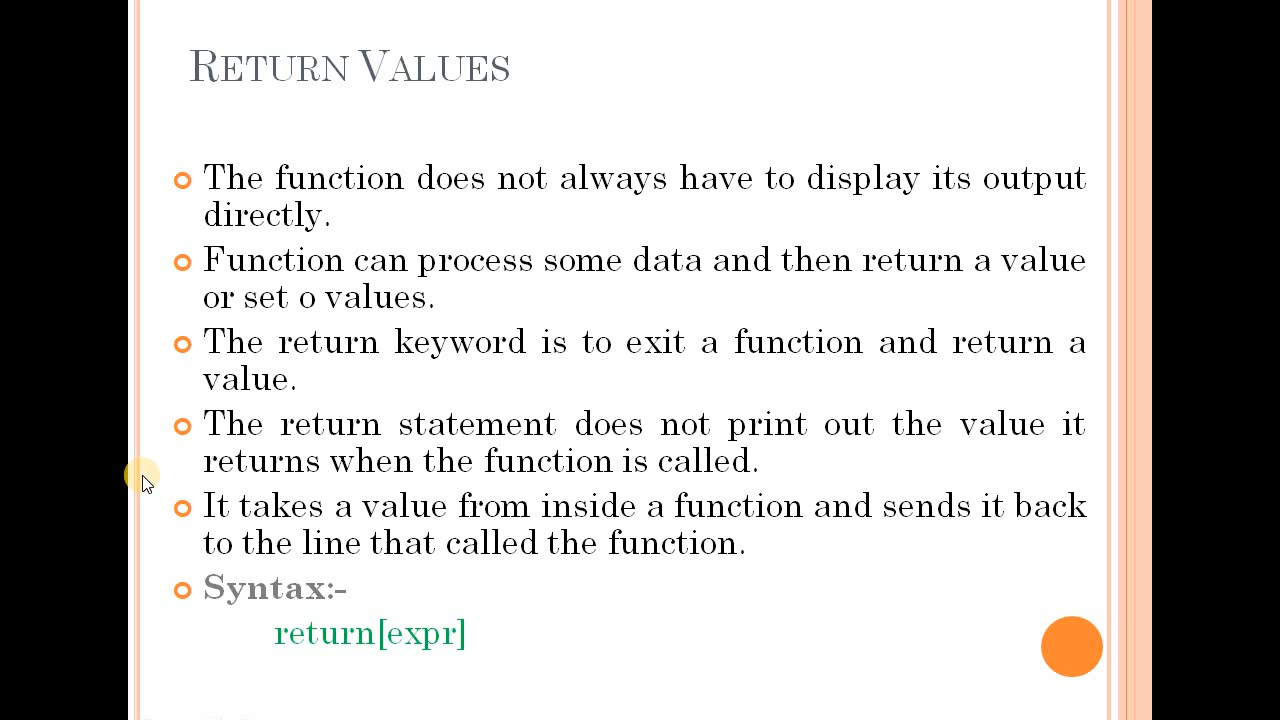 RETURN VALUES
The function does not always have to display its output
directly.
Function can process some data and then return a value
or set o values.
The return keyword is to exit a function and return a
value.
The return statement does not print out the value it
returns when the function is called.
It takes a value from inside a function and sends it back
to the line that called the function.
Syntax:-
return[expr]